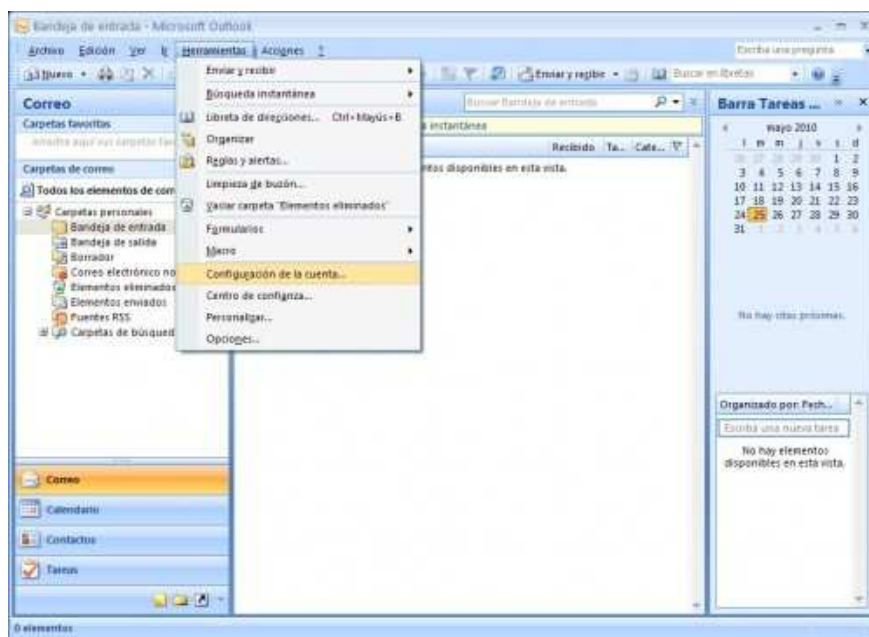 Bandeja de entrada - Microsoft Outlook
Archivo Edición Ver Ir Herramientas Acciones ?
Escriba una pregunta
Nuevo
Enviar y recibir
Buscar en libretas
Correo
Carpetas favoritas
Carpetas de correo
Todos los elementos de corr
Carpetas personales
Bandeja de entrada
Bandeja de salida
Borrador
Correo electrónico no
Elementos eliminados
Elementos enviados
Fuentes RSS
Carpetas de búsqued
Enviar y recibir
Búsqueda instantánea
Libreta de direcciones... Ctrl+Mayús+B
Organizar
Reglas y alertas...
Limpieza de buzón...
Vaciar carpeta "Elementos eliminados"
Formularios
Macro
Configuración de la cuenta...
Centro de confianza...
Personalizar...
Opciones...
Buscar Bandeja de entrada
a instantánea
Recibido Ta... Cate...
ntos disponibles en esta vista.
Barra Tareas ...
mayo 2010
l m m j v s d
1 2
3 4 5 6 7 8 9
10 11 12 13 14 15 16
17 18 19 20 21 22 23
24 25 26 27 28 29 30
31
No hay citas próximas.
Organizado por: Fech...
Escriba una nueva tarea
No hay elementos
disponibles en esta vista.
Correo
Calendario
Contactos
Tareas
0 elementos